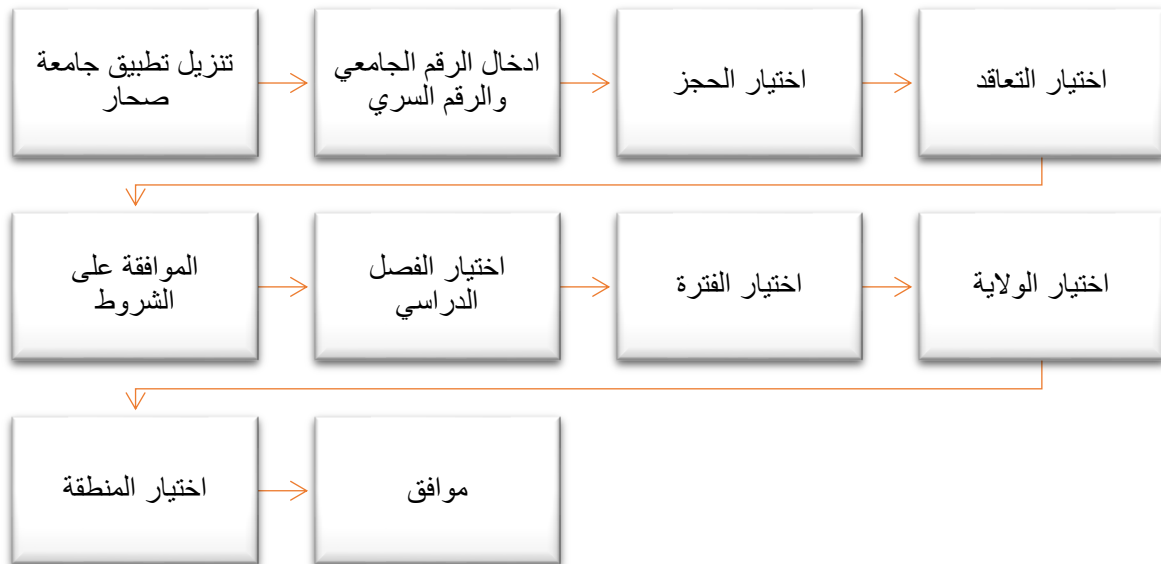 تنزيل تطبيق جامعة
صحار
ادخال الرقم الجامعي
والرقم السري
اختيار الحجز
اختيار التعاقد
الموافقة على
الشروط
اختيار الفصل
الدراسي
اختيار الفترة
اختيار الولاية
اختيار المنطقة
موافق